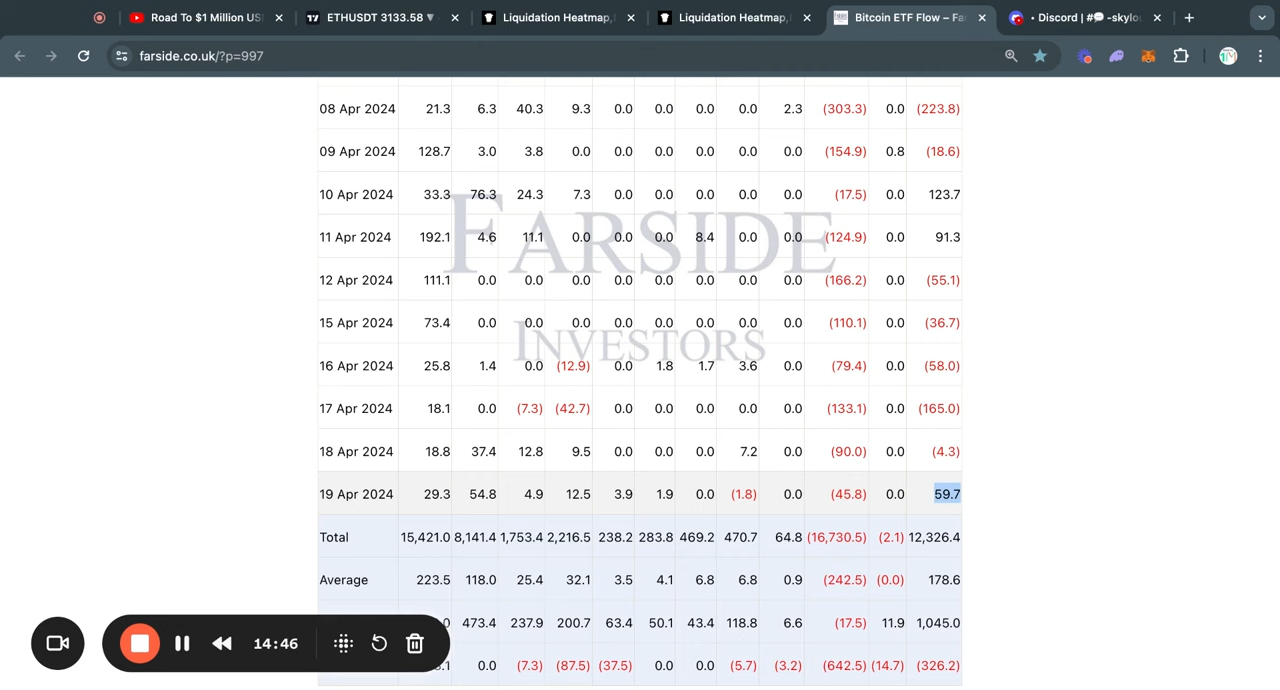 Road To $1 Million US
ETHUSDT 3133.58 ▼
Liquidation Heatmap,
Liquidation Heatmap,
Bitcoin ETF Flow – Fa
• Discord | #💬 -skylo
farside.co.uk/?p=997
08 Apr 2024 21.3 6.3 40.3 9.3 0.0 0.0 0.0 0.0 2.3 (303.3) 0.0 (223.8)
09 Apr 2024 128.7 3.0 3.8 0.0 0.0 0.0 0.0 0.0 0.0 (154.9) 0.8 (18.6)
10 Apr 2024 33.3 76.3 24.3 7.3 0.0 0.0 0.0 0.0 0.0 (17.5) 0.0 123.7
11 Apr 2024 192.1 4.6 11.1 0.0 0.0 0.0 8.4 0.0 0.0 (124.9) 0.0 91.3
FARSIDE
12 Apr 2024 111.1 0.0 0.0 0.0 0.0 0.0 0.0 0.0 0.0 (166.2) 0.0 (55.1)
15 Apr 2024 73.4 0.0 0.0 0.0 0.0 0.0 0.0 0.0 0.0 (110.1) 0.0 (36.7)
INVESTORS
16 Apr 2024 25.8 1.4 0.0 (12.9) 0.0 1.8 1.7 3.6 0.0 (79.4) 0.0 (58.0)
17 Apr 2024 18.1 0.0 (7.3) (42.7) 0.0 0.0 0.0 0.0 0.0 (133.1) 0.0 (165.0)
18 Apr 2024 18.8 37.4 12.8 9.5 0.0 0.0 0.0 7.2 0.0 (90.0) 0.0 (4.3)
19 Apr 2024 29.3 54.8 4.9 12.5 3.9 1.9 0.0 (1.8) 0.0 (45.8) 0.0 59.7
Total 15,421.0 8,141.4 1,753.4 2,216.5 238.2 283.8 469.2 470.7 64.8 (16,730.5) (2.1) 12,326.4
Average 223.5 118.0 25.4 32.1 3.5 4.1 6.8 6.8 0.9 (242.5) (0.0) 178.6
473.4 237.9 200.7 63.4 50.1 43.4 118.8 6.6 (17.5) 11.9 1,045.0
0.0 (7.3) (87.5) (37.5) 0.0 0.0 (5.7) (3.2) (642.5) (14.7) (326.2)
14:46